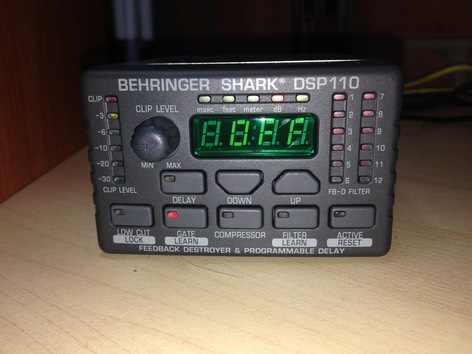 BEHRINGER SHARK® DSP110
CLIP CLIP LEVEL msec feet meter dB Hz 1 7
-3 2 8
-6 3 9
-10 4 10
-20 5 11
-30 MIN MAX 6 12
CLIP LEVEL FB-D FILTER
DELAY DOWN UP
LOW CUT GATE COMPRESSOR FILTER ACTIVE
LOCK LEARN LEARN RESET
FEEDBACK DESTROYER & PROGRAMMABLE DELAY